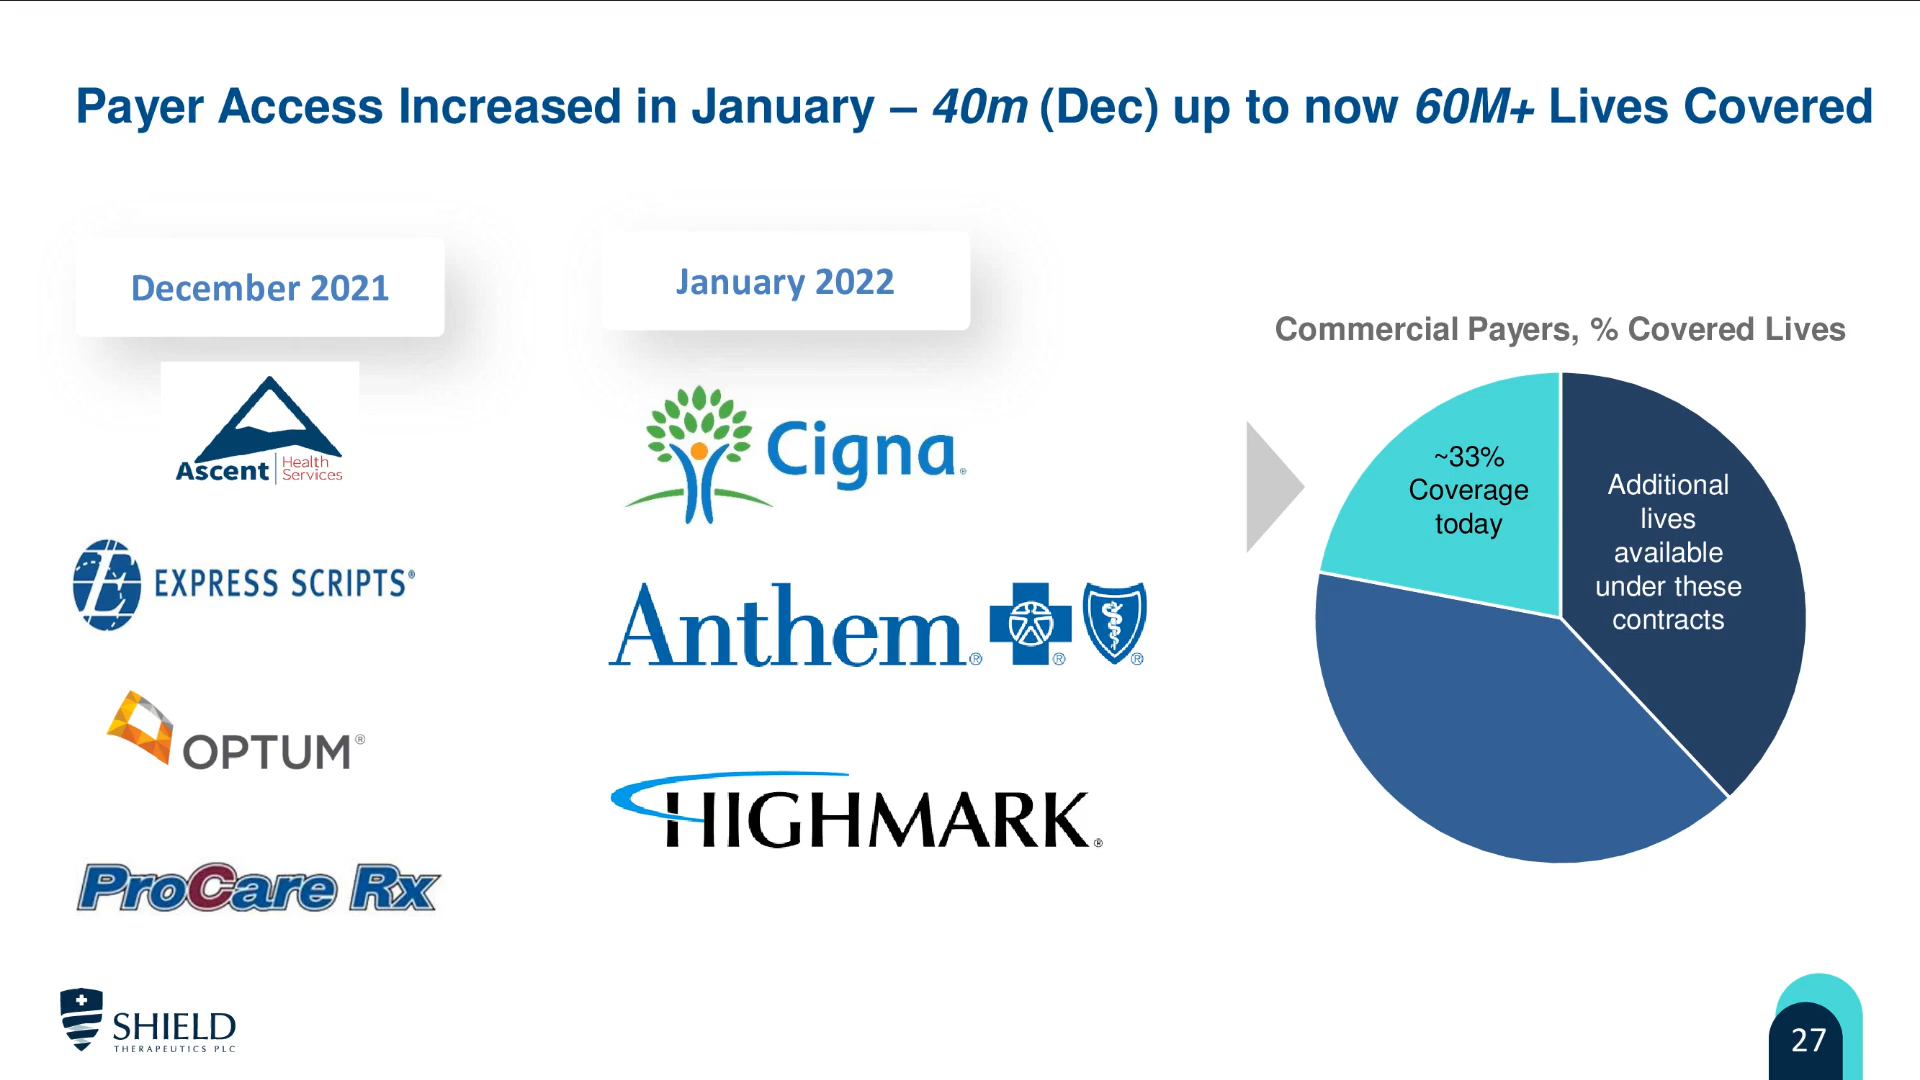 Payer Access Increased in January – 40m (Dec) up to now 60M+ Lives Covered
December 2021
January 2022
Ascent Health Services
EXPRESS SCRIPTS®
OPTUM®
ProCare Rx
Cigna®
Anthem®
HIGHMARK®
Commercial Payers, % Covered Lives
~33%
Coverage
today
Additional
lives
available
under these
contracts
SHIELD
THERAPEUTICS PLC
27